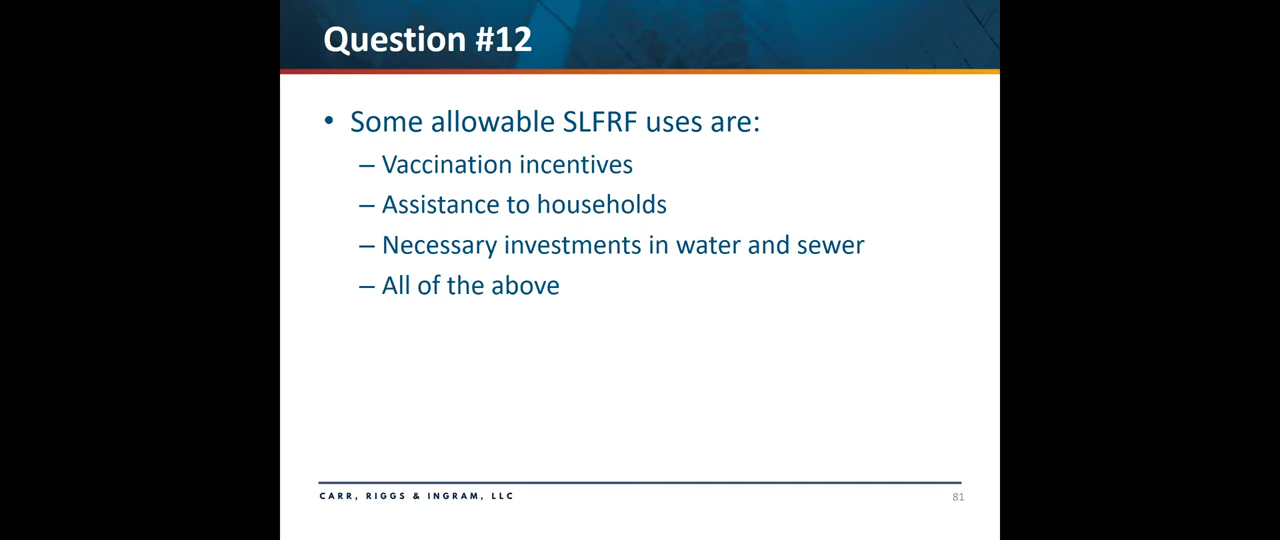 Question #12
• Some allowable SLFRF uses are:
– Vaccination incentives
– Assistance to households
– Necessary investments in water and sewer
– All of the above
CARR, RIGGS & INGRAM, LLC
81